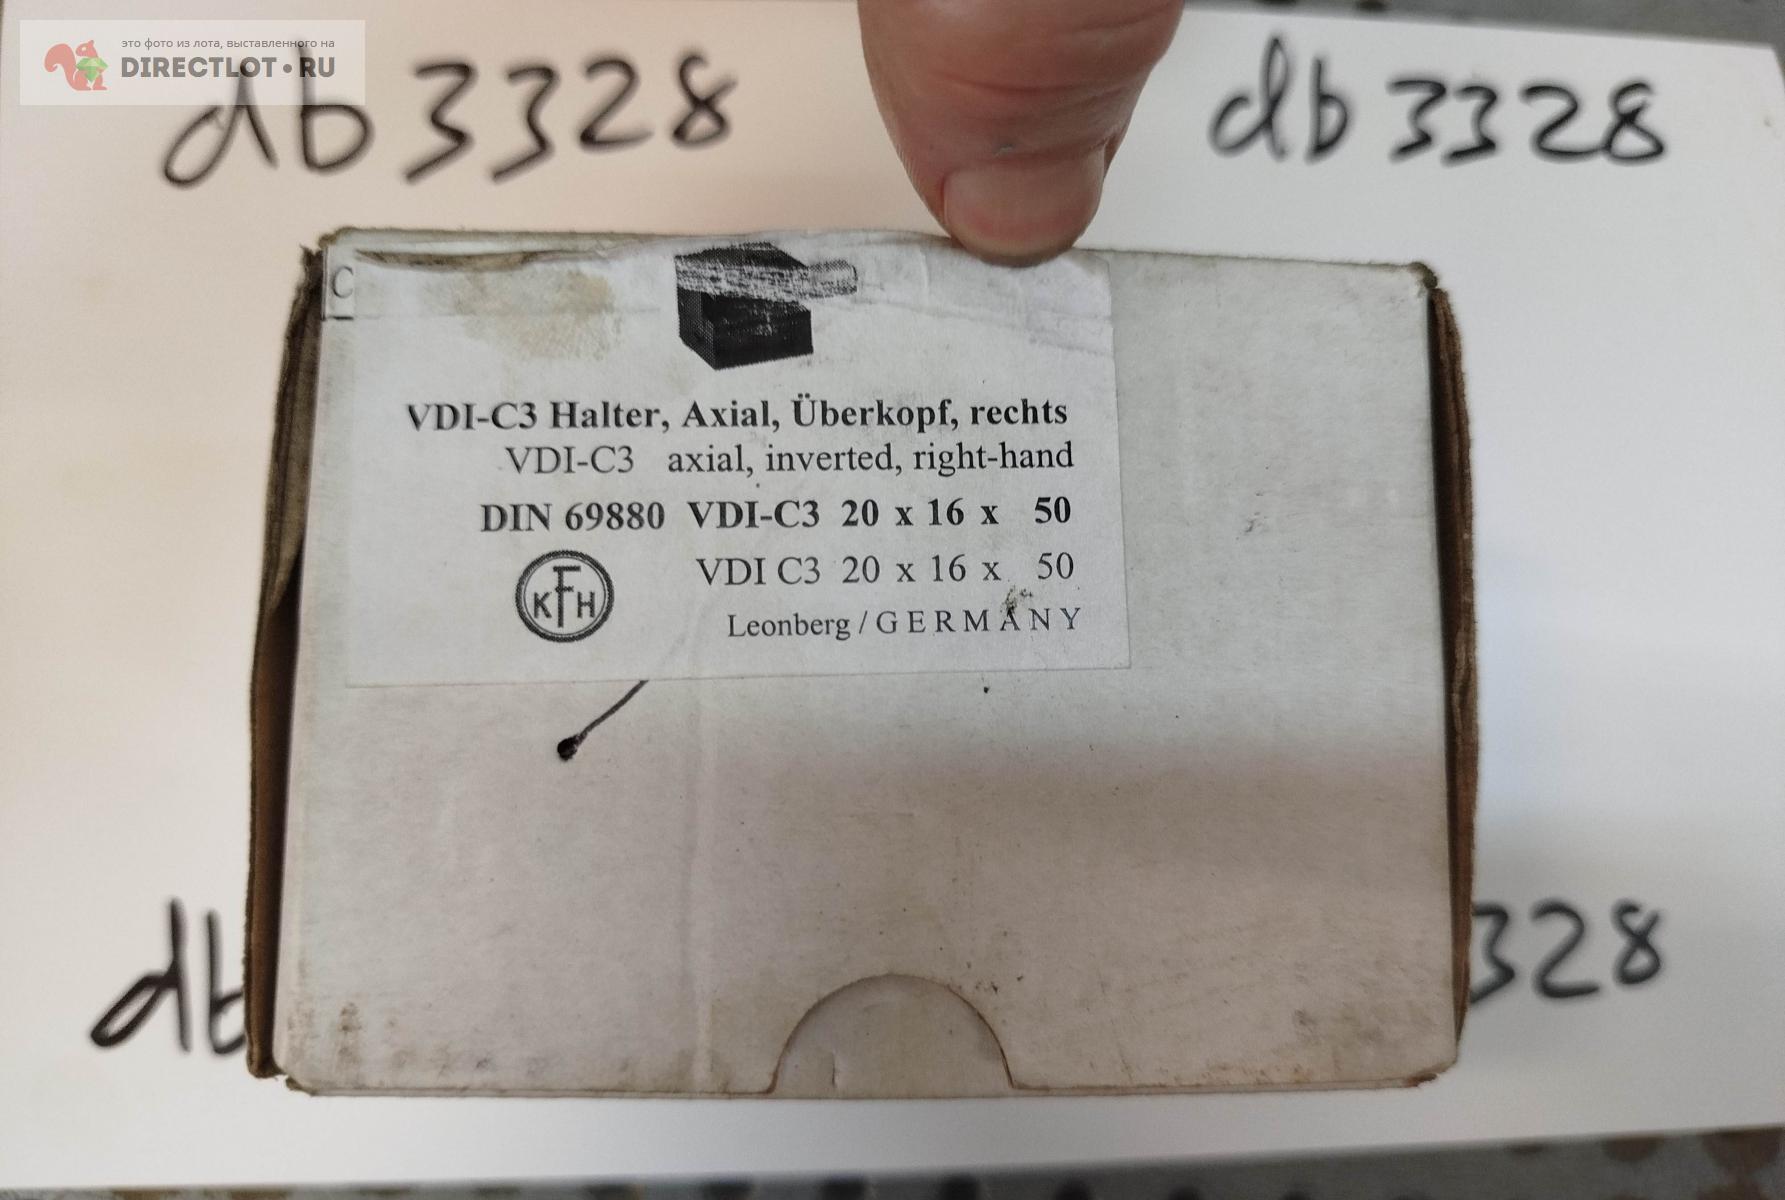 это фото из лота, выставленного на
DIRECTLOT•RU
db 3328
db 3328
C
VDI-C3 Halter, Axial, Überkopf, rechts
VDI-C3 axial, inverted, right-hand
DIN 69880 VDI-C3 20 x 16 x 50
VDI C3 20 x 16 x 50
KFH
Leonberg / GERMANY
db
328